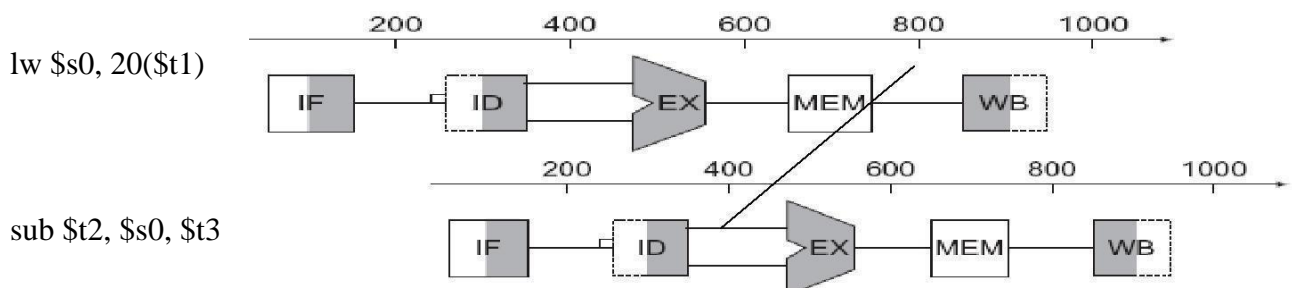 200 400 600 800 1000
lw $s0, 20($t1)
IF ID EX MEM WB
200 400 600 800 1000
sub $t2, $s0, $t3
IF ID EX MEM WB